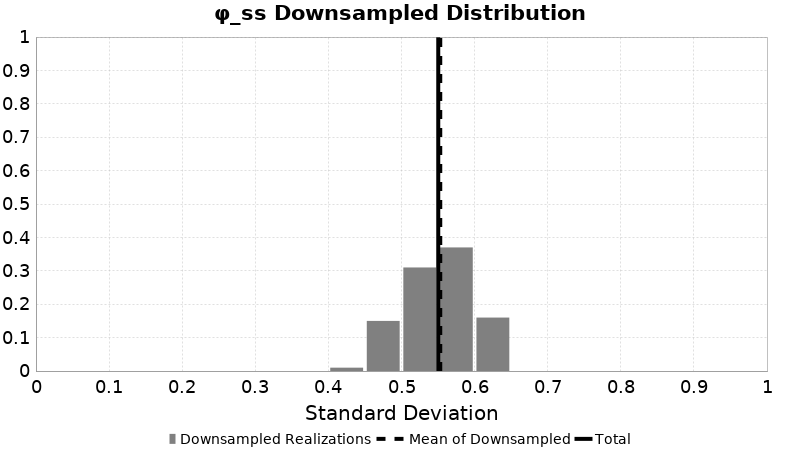 φ_ss Downsampled Distribution
1
0.9
0.8
0.7
0.6
0.5
0.4
0.3
0.2
0.1
0
0 0.1 0.2 0.3 0.4 0.5 0.6 0.7 0.8 0.9 1
Standard Deviation
Downsampled Realizations Mean of Downsampled Total